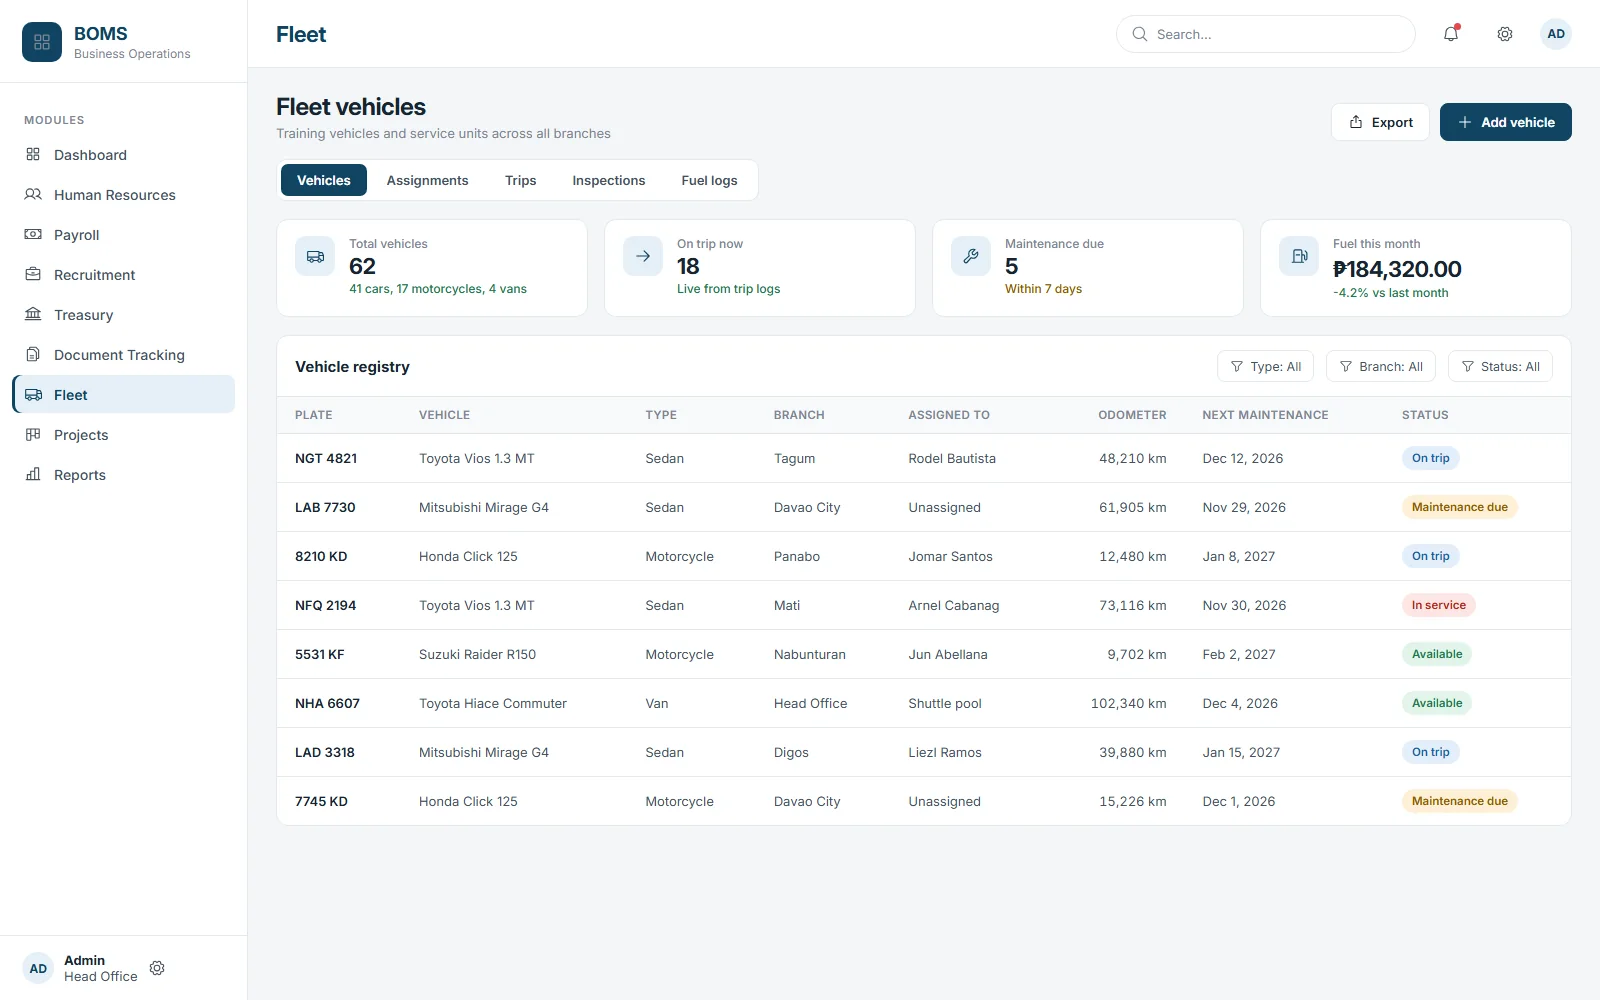 BOMS
Business Operations
MODULES
Dashboard
Human Resources
Payroll
Recruitment
Treasury
Document Tracking
Fleet
Projects
Reports
AD
Admin
Head Office
Fleet
Search...
AD
Fleet vehicles
Training vehicles and service units across all branches
Export
Add vehicle
Vehicles Assignments Trips Inspections Fuel logs
Total vehicles
62
41 cars, 17 motorcycles, 4 vans
On trip now
18
Live from trip logs
Maintenance due
5
Within 7 days
Fuel this month
₱184,320.00
-4.2% vs last month
Vehicle registry
Type: All Branch: All Status: All
PLATE VEHICLE TYPE BRANCH ASSIGNED TO ODOMETER NEXT MAINTENANCE STATUS
NGT 4821 Toyota Vios 1.3 MT Sedan Tagum Rodel Bautista 48,210 km Dec 12, 2026 On trip
LAB 7730 Mitsubishi Mirage G4 Sedan Davao City Unassigned 61,905 km Nov 29, 2026 Maintenance due
8210 KD Honda Click 125 Motorcycle Panabo Jomar Santos 12,480 km Jan 8, 2027 On trip
NFQ 2194 Toyota Vios 1.3 MT Sedan Mati Arnel Cabanag 73,116 km Nov 30, 2026 In service
5531 KF Suzuki Raider R150 Motorcycle Nabunturan Jun Abellana 9,702 km Feb 2, 2027 Available
NHA 6607 Toyota Hiace Commuter Van Head Office Shuttle pool 102,340 km Dec 4, 2026 Available
LAD 3318 Mitsubishi Mirage G4 Sedan Digos Liezl Ramos 39,880 km Jan 15, 2027 On trip
7745 KD Honda Click 125 Motorcycle Davao City Unassigned 15,226 km Dec 1, 2026 Maintenance due